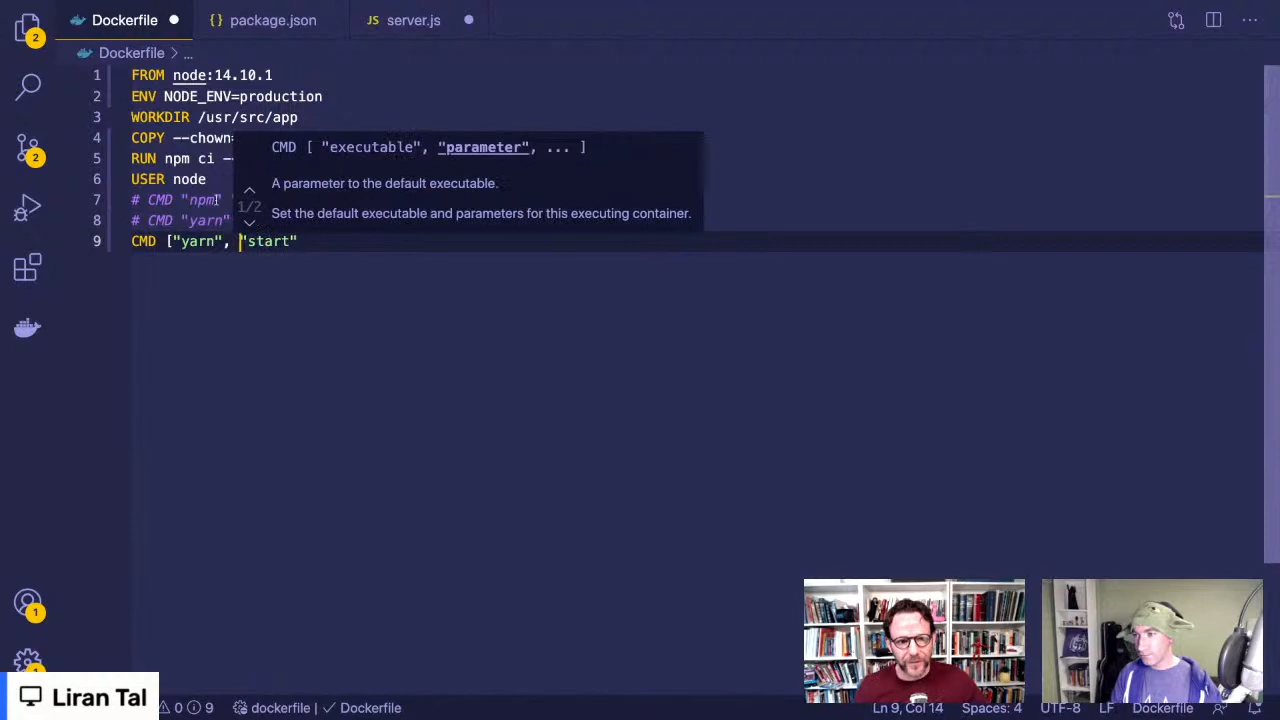 Dockerfile
{} package.json
JS server.js
2
Dockerfile > ...
1 FROM node:14.10.1
2 ENV NODE_ENV=production
3 WORKDIR /usr/src/app
4 COPY --chown=
5 RUN npm ci --
6 USER node
7 # CMD "npm"
8 # CMD "yarn"
9 CMD ["yarn", "start"
CMD [ "executable", "parameter", ... ]
A parameter to the default executable.
1/2
Set the default executable and parameters for this executing container.
2
1
Liran Tal
0 9 dockerfile | ✓ Dockerfile
Ln 9, Col 14 Spaces: 4 UTF-8 LF Dockerfile